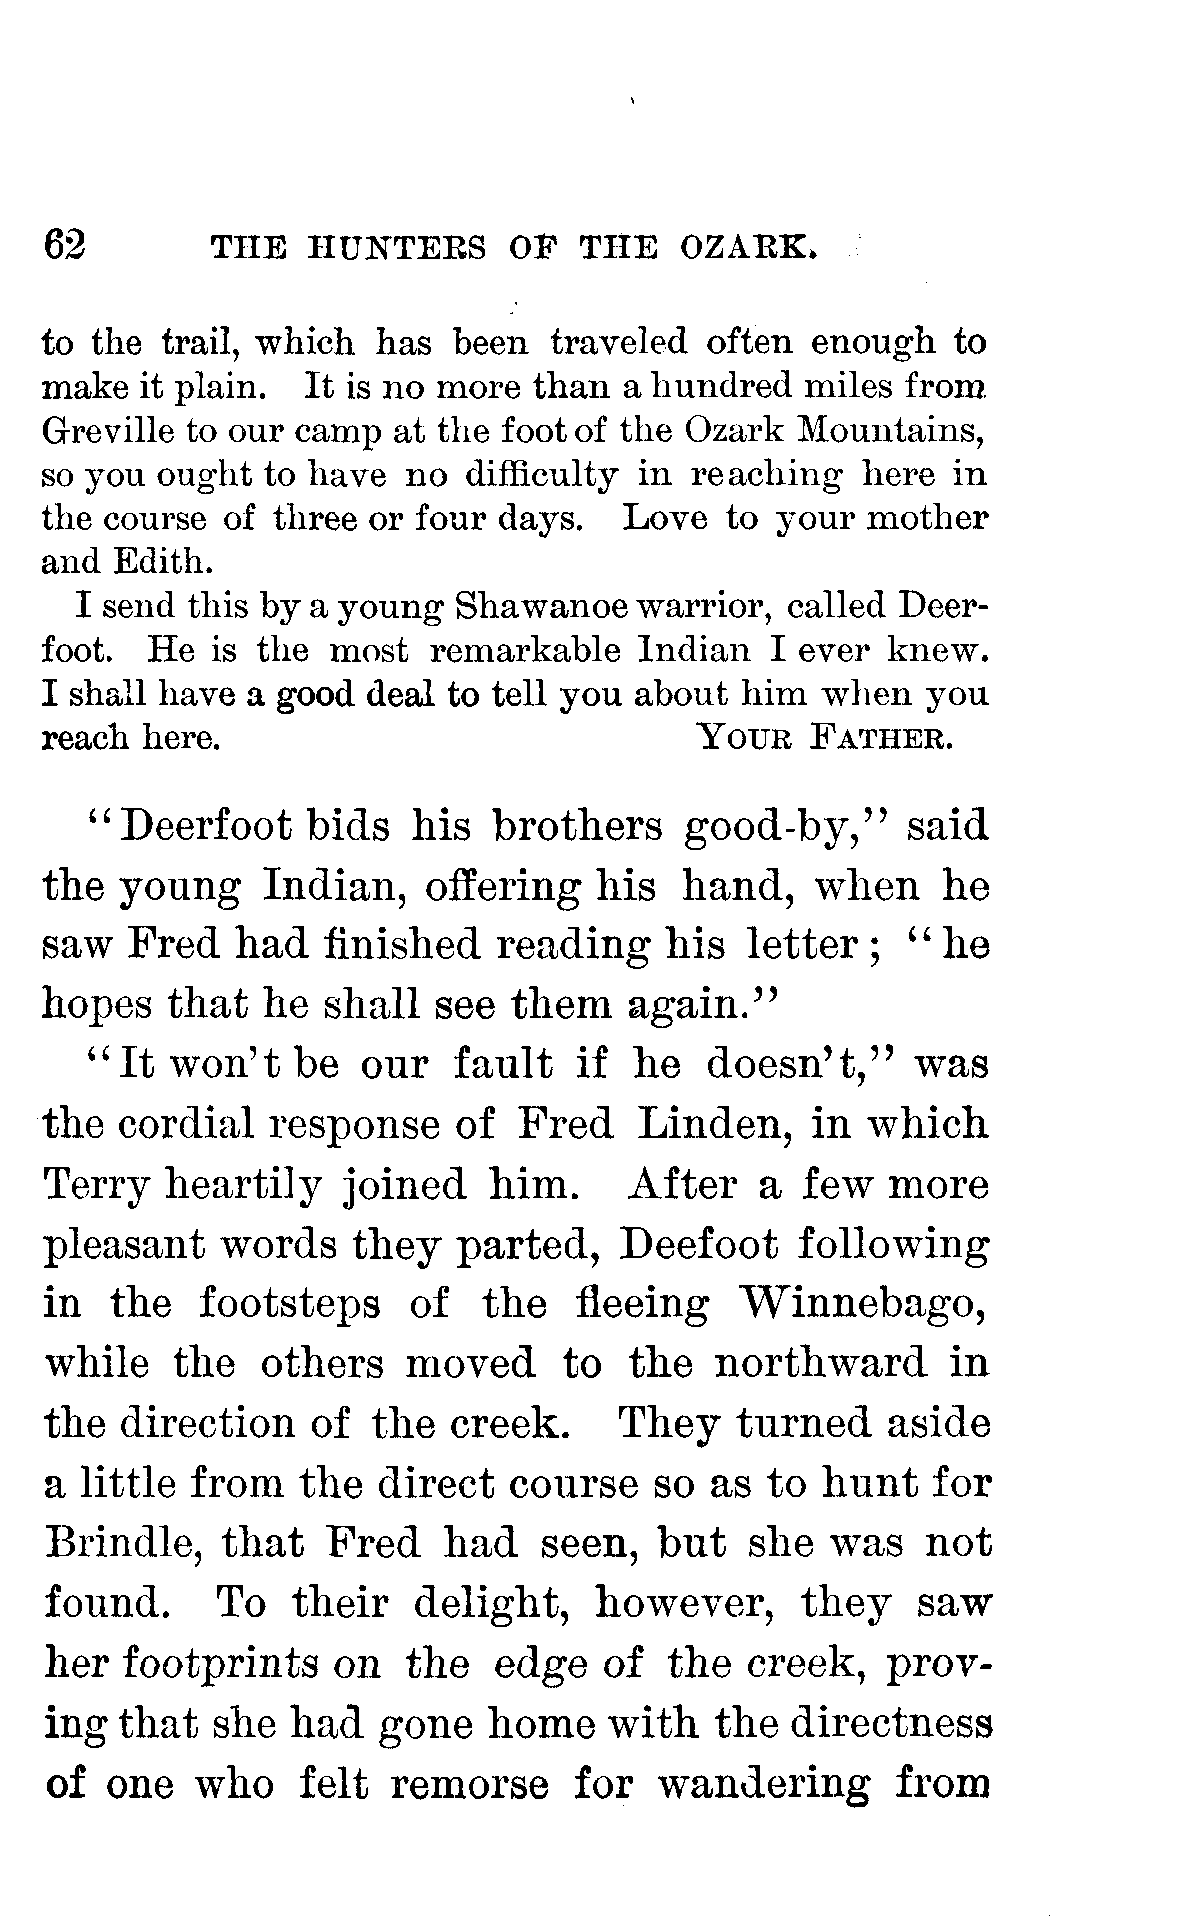 62 THE HUNTERS OF THE OZARK.
to the trail, which has been traveled often enough to
make it plain. It is no more than a hundred miles from
Greville to our camp at the foot of the Ozark Mountains,
so you ought to have no difficulty in reaching here in
the course of three or four days. Love to your mother
and Edith.
I send this by a young Shawanoe warrior, called Deer-
foot. He is the most remarkable Indian I ever knew.
I shall have a good deal to tell you about him when you
reach here. YOUR FATHER.
"Deerfoot bids his brothers good-by," said
the young Indian, offering his hand, when he
saw Fred had finished reading his letter; "he
hopes that he shall see them again."
"It won't be our fault if he doesn't," was
the cordial response of Fred Linden, in which
Terry heartily joined him. After a few more
pleasant words they parted, Deefoot following
in the footsteps of the fleeing Winnebago,
while the others moved to the northward in
the direction of the creek. They turned aside
a little from the direct course so as to hunt for
Brindle, that Fred had seen, but she was not
found. To their delight, however, they saw
her footprints on the edge of the creek, prov-
ing that she had gone home with the directness
of one who felt remorse for wandering from